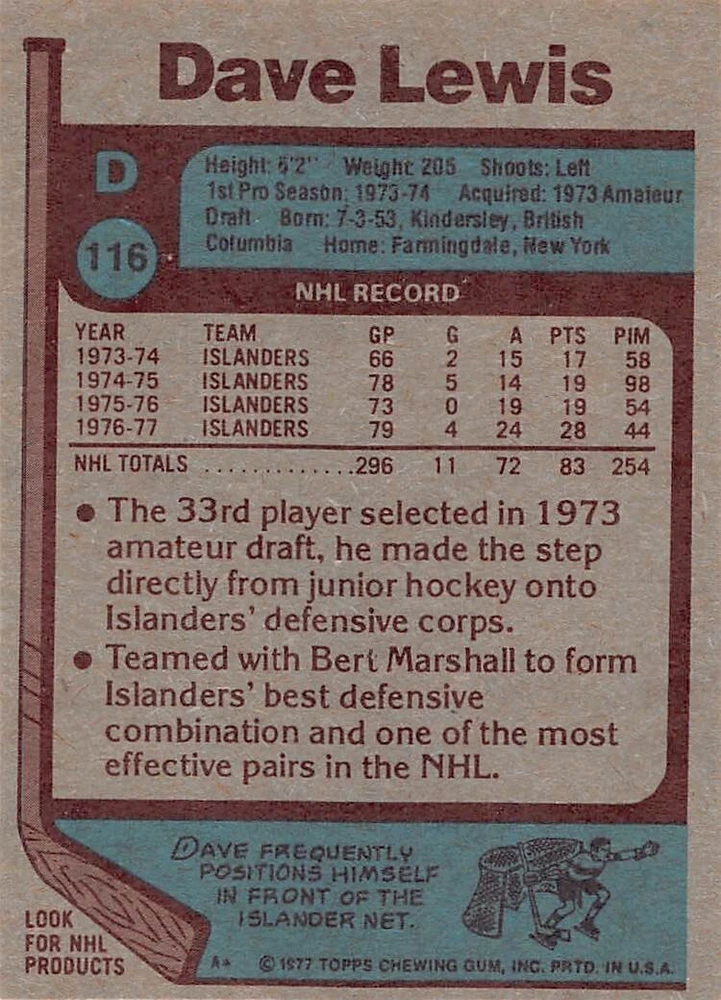 Dave Lewis
D
116
Height: 6'2" Weight: 205 Shoots: Left
1st Pro Season: 1973-74 Acquired: 1973 Amateur
Draft Born: 7-3-53, Kindersley, British
Columbia Home: Farmingdale, New York
NHL RECORD
YEAR TEAM GP G A PTS PIM
1973-74 ISLANDERS 66 2 15 17 58
1974-75 ISLANDERS 78 5 14 19 98
1975-76 ISLANDERS 73 0 19 19 54
1976-77 ISLANDERS 79 4 24 28 44
NHL TOTALS ..............296 11 72 83 254
● The 33rd player selected in 1973
amateur draft, he made the step
directly from junior hockey onto
Islanders' defensive corps.
● Teamed with Bert Marshall to form
Islanders' best defensive
combination and one of the most
effective pairs in the NHL.
DAVE FREQUENTLY
POSITIONS HIMSELF
IN FRONT OF THE
ISLANDER NET.
LOOK
FOR NHL
PRODUCTS
A* © 1977 TOPPS CHEWING GUM, INC. PRTD. IN U.S.A.